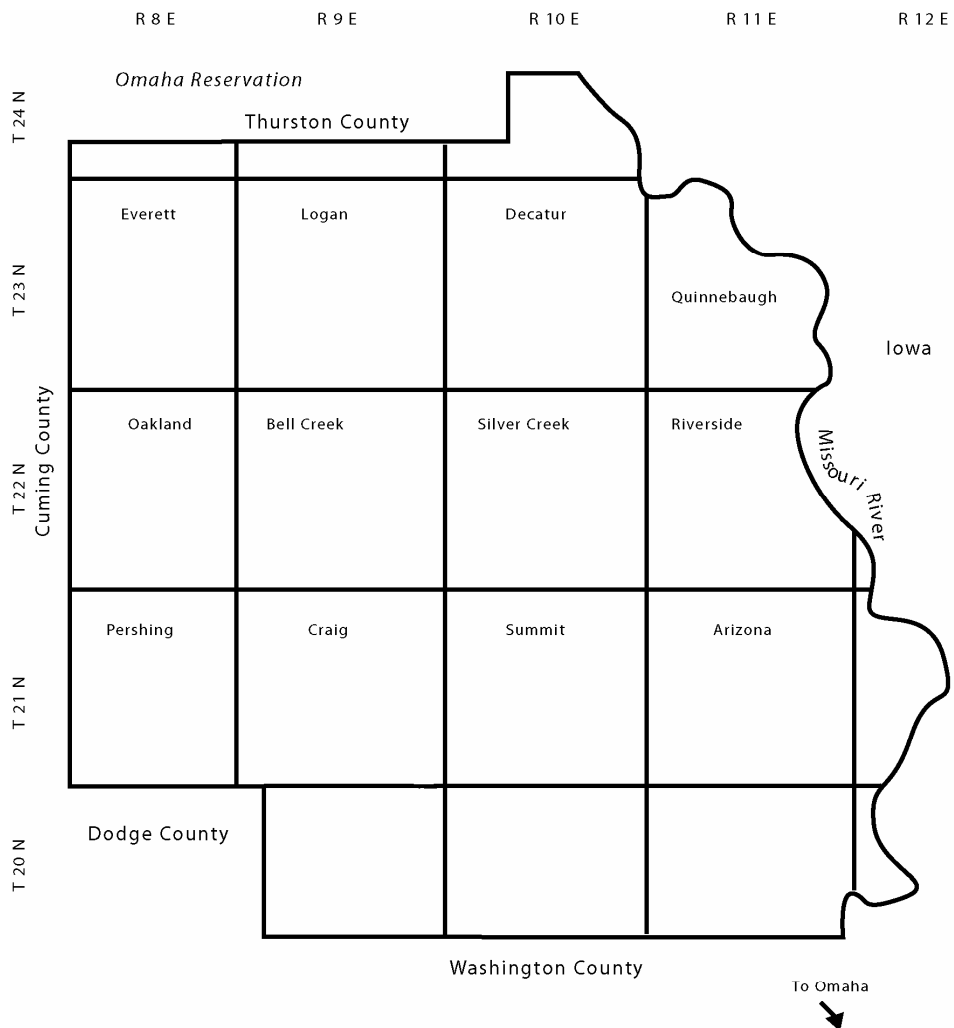 R 8 E
R 9 E
R 10 E
R 11 E
R 12 E
Omaha Reservation
T 24 N
Thurston County
Everett
Logan
Decatur
T 23 N
Quinnebaugh
Iowa
Cuming County
Oakland
Bell Creek
Silver Creek
Riverside
Missouri River
T 22 N
Pershing
Craig
Summit
Arizona
T 21 N
Dodge County
T 20 N
Washington County
To Omaha